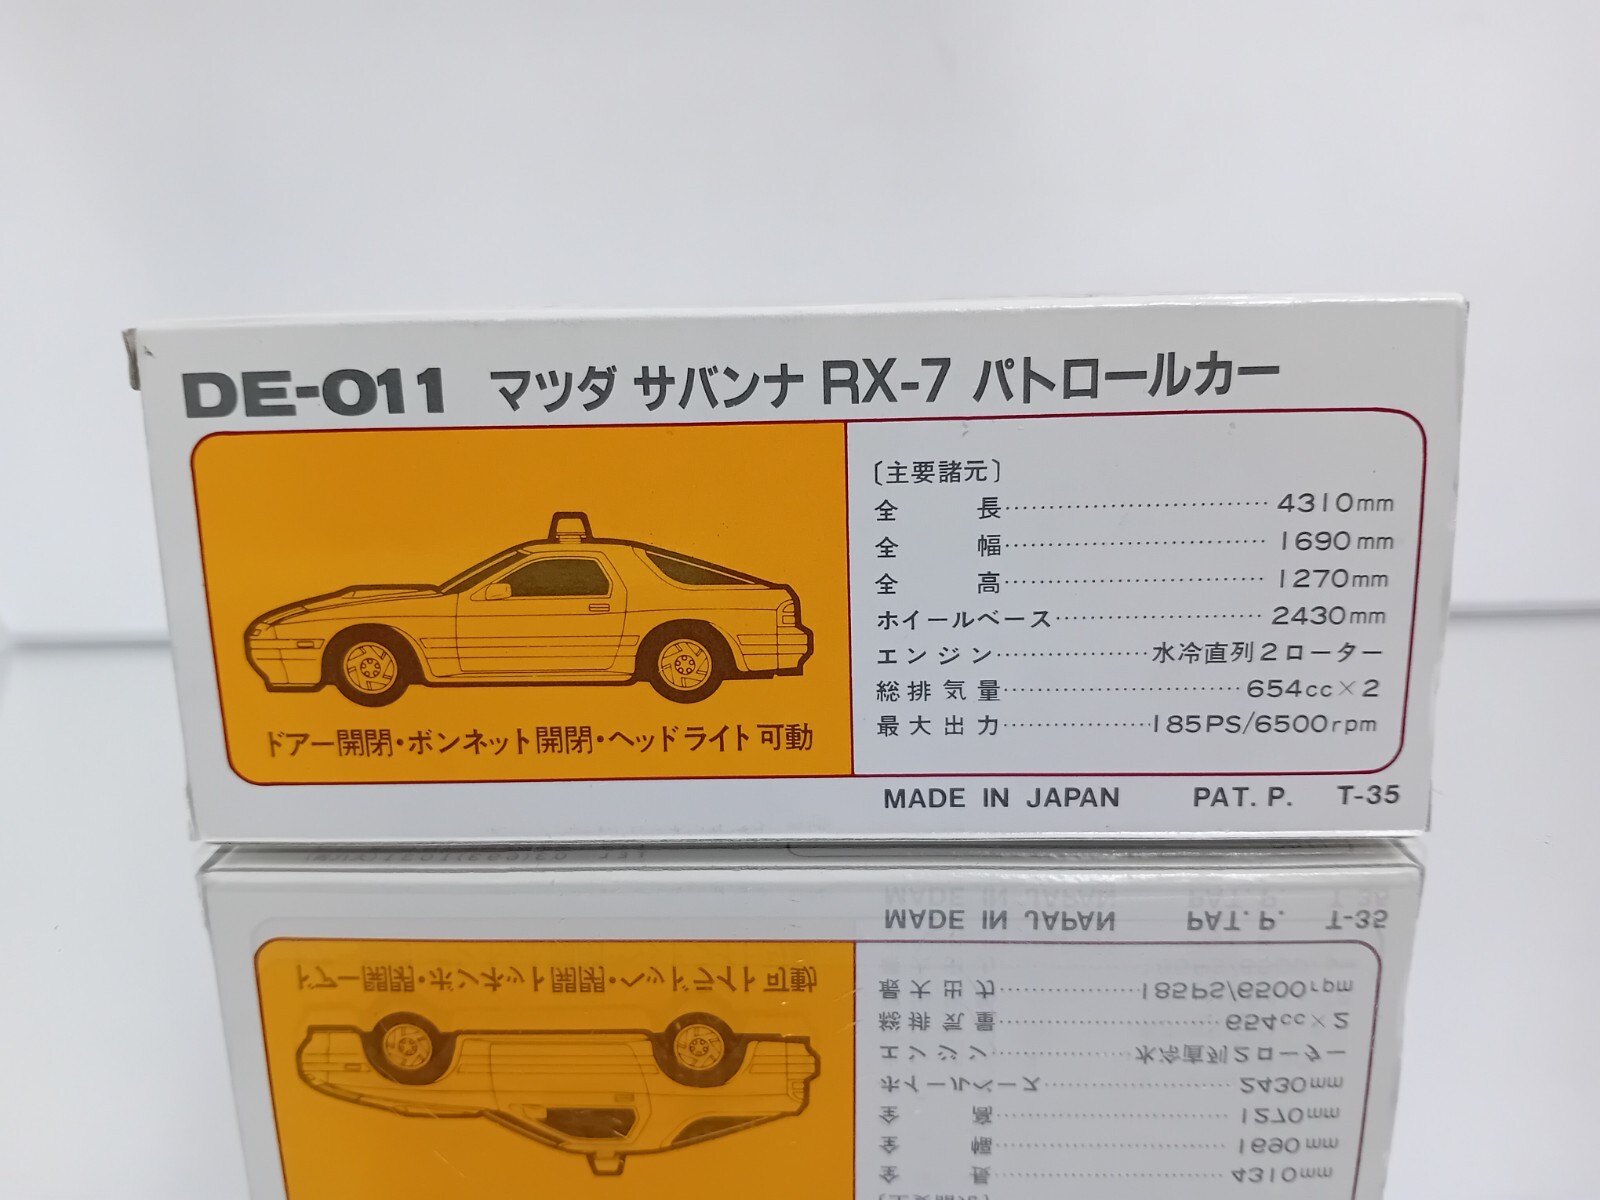 DE-011 マツダ サバンナ RX-7 パトロールカー
ドアー開閉・ボンネット開閉・ヘッドライト可動
〔主要諸元〕
全長 4310mm
全幅 1690mm
全高 1270mm
ホイールベース 2430mm
エンジン 水冷直列2ローター
総排気量 654cc×2
最大出力 185PS/6500rpm
MADE IN JAPAN PAT. P. T-35